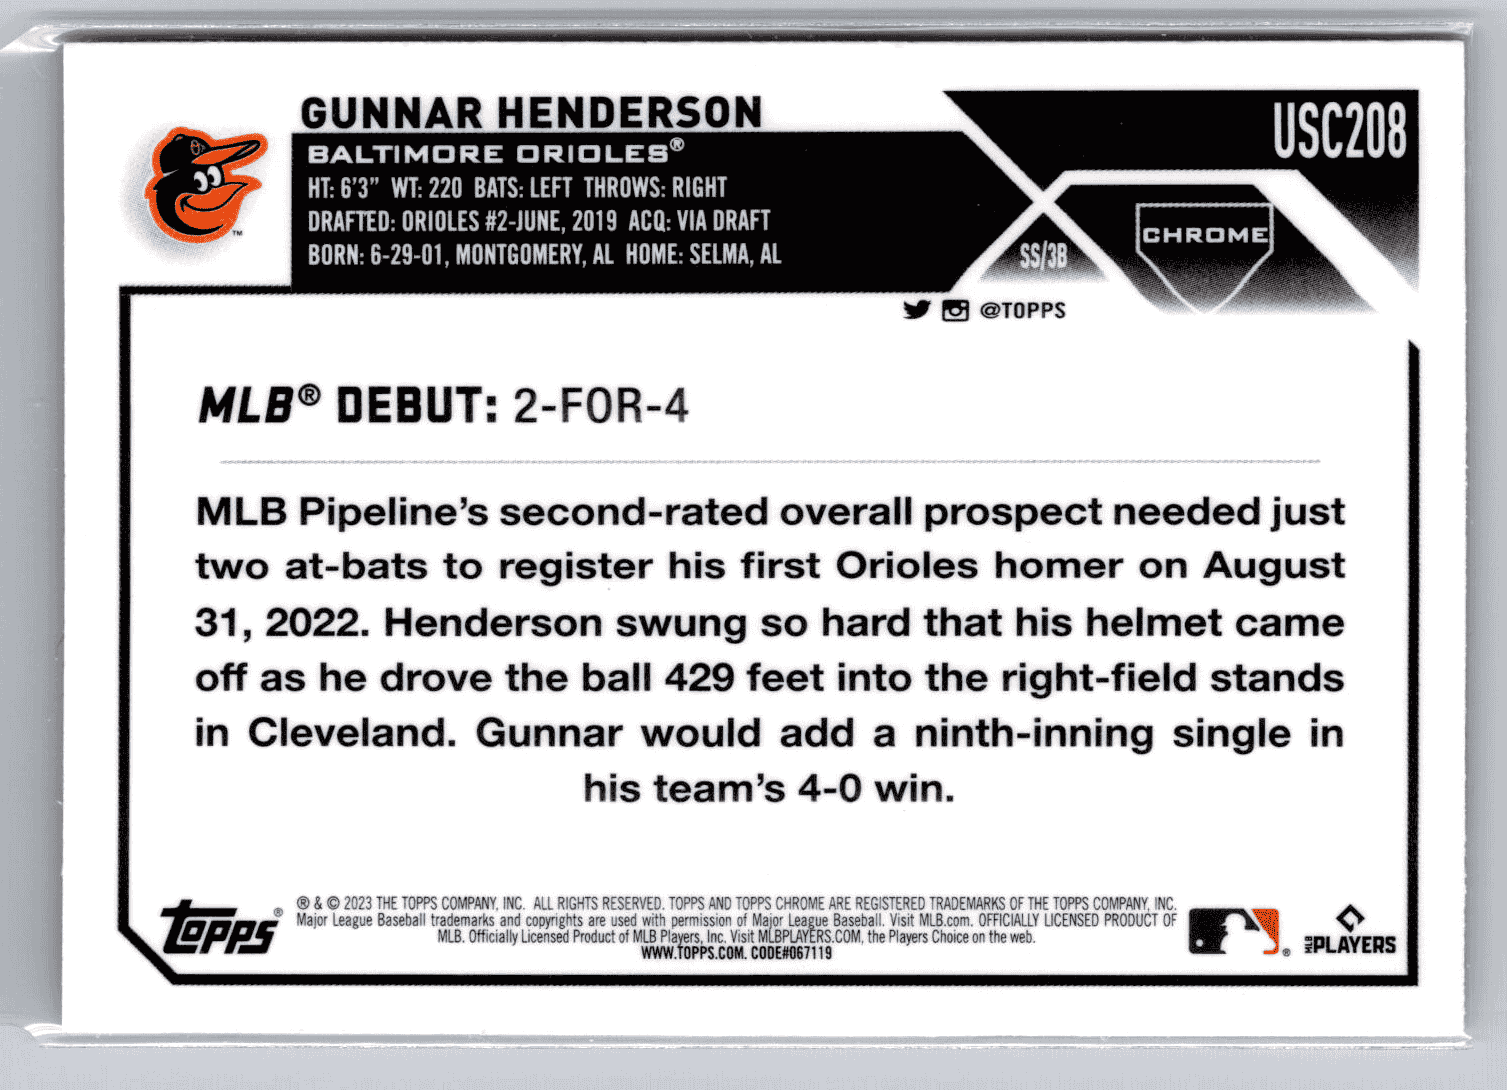 GUNNAR HENDERSON
USC208
BALTIMORE ORIOLES®
HT: 6'3" WT: 220 BATS: LEFT THROWS: RIGHT
DRAFTED: ORIOLES #2-JUNE, 2019 ACQ: VIA DRAFT
BORN: 6-29-01, MONTGOMERY, AL HOME: SELMA, AL
SS/3B
CHROME
TM
@TOPPS
MLB® DEBUT: 2-FOR-4
MLB Pipeline's second-rated overall prospect needed just
two at-bats to register his first Orioles homer on August
31, 2022. Henderson swung so hard that his helmet came
off as he drove the ball 429 feet into the right-field stands
in Cleveland. Gunnar would add a ninth-inning single in
his team's 4-0 win.
topps®
® & © 2023 THE TOPPS COMPANY, INC. ALL RIGHTS RESERVED. TOPPS AND TOPPS CHROME ARE REGISTERED TRADEMARKS OF THE TOPPS COMPANY, INC.
Major League Baseball trademarks and copyrights are used with permission of Major League Baseball. Visit MLB.com. OFFICIALLY LICENSED PRODUCT OF
MLB. Officially Licensed Product of MLB Players, Inc. Visit MLBPLAYERS.COM, the Players Choice on the web.
WWW.TOPPS.COM. CODE#067119
®
MLB PLAYERS